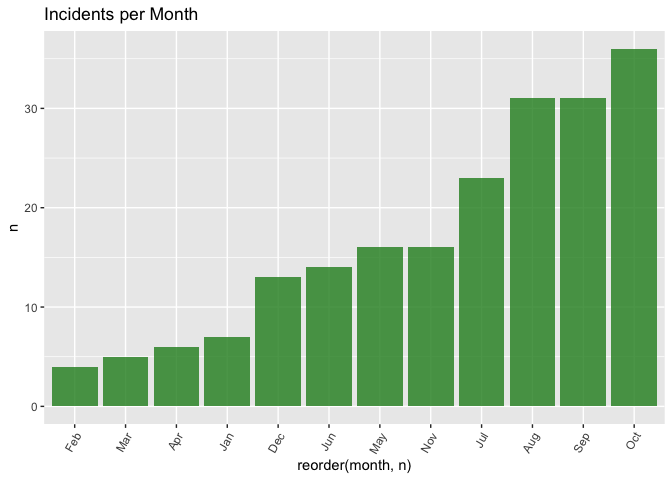 Incidents per Month
n
30
20
10
0
Feb
Mar
Apr
Jan
Dec
Jun
May
Nov
Jul
Aug
Sep
Oct
reorder(month, n)